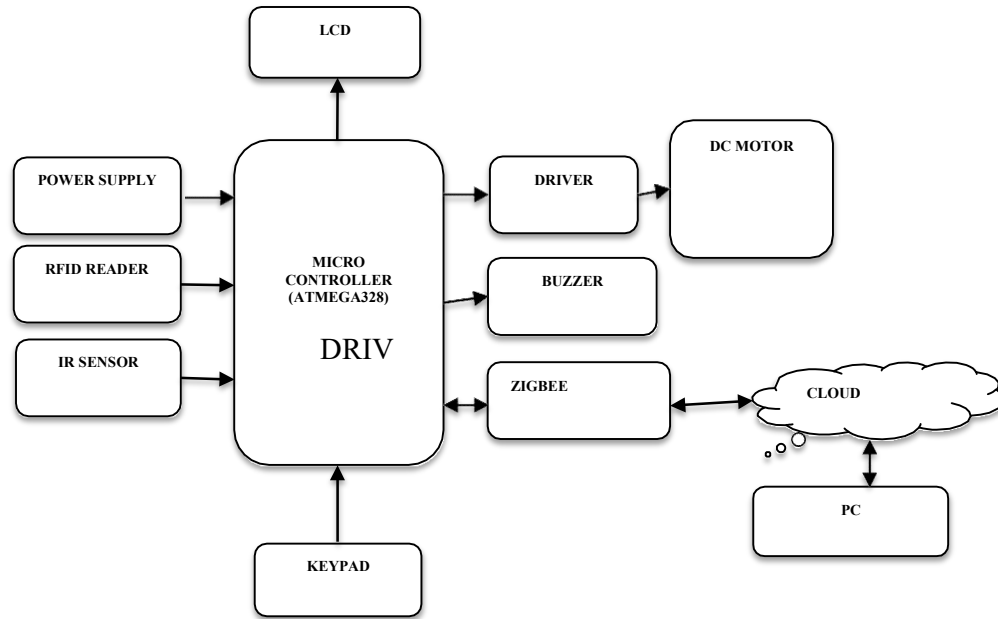 LCD
DC MOTOR
POWER SUPPLY
DRIVER
RFID READER
MICRO
CONTROLLER
(ATMEGA328)
BUZZER
DRIV
IR SENSOR
ZIGBEE
CLOUD
PC
KEYPAD